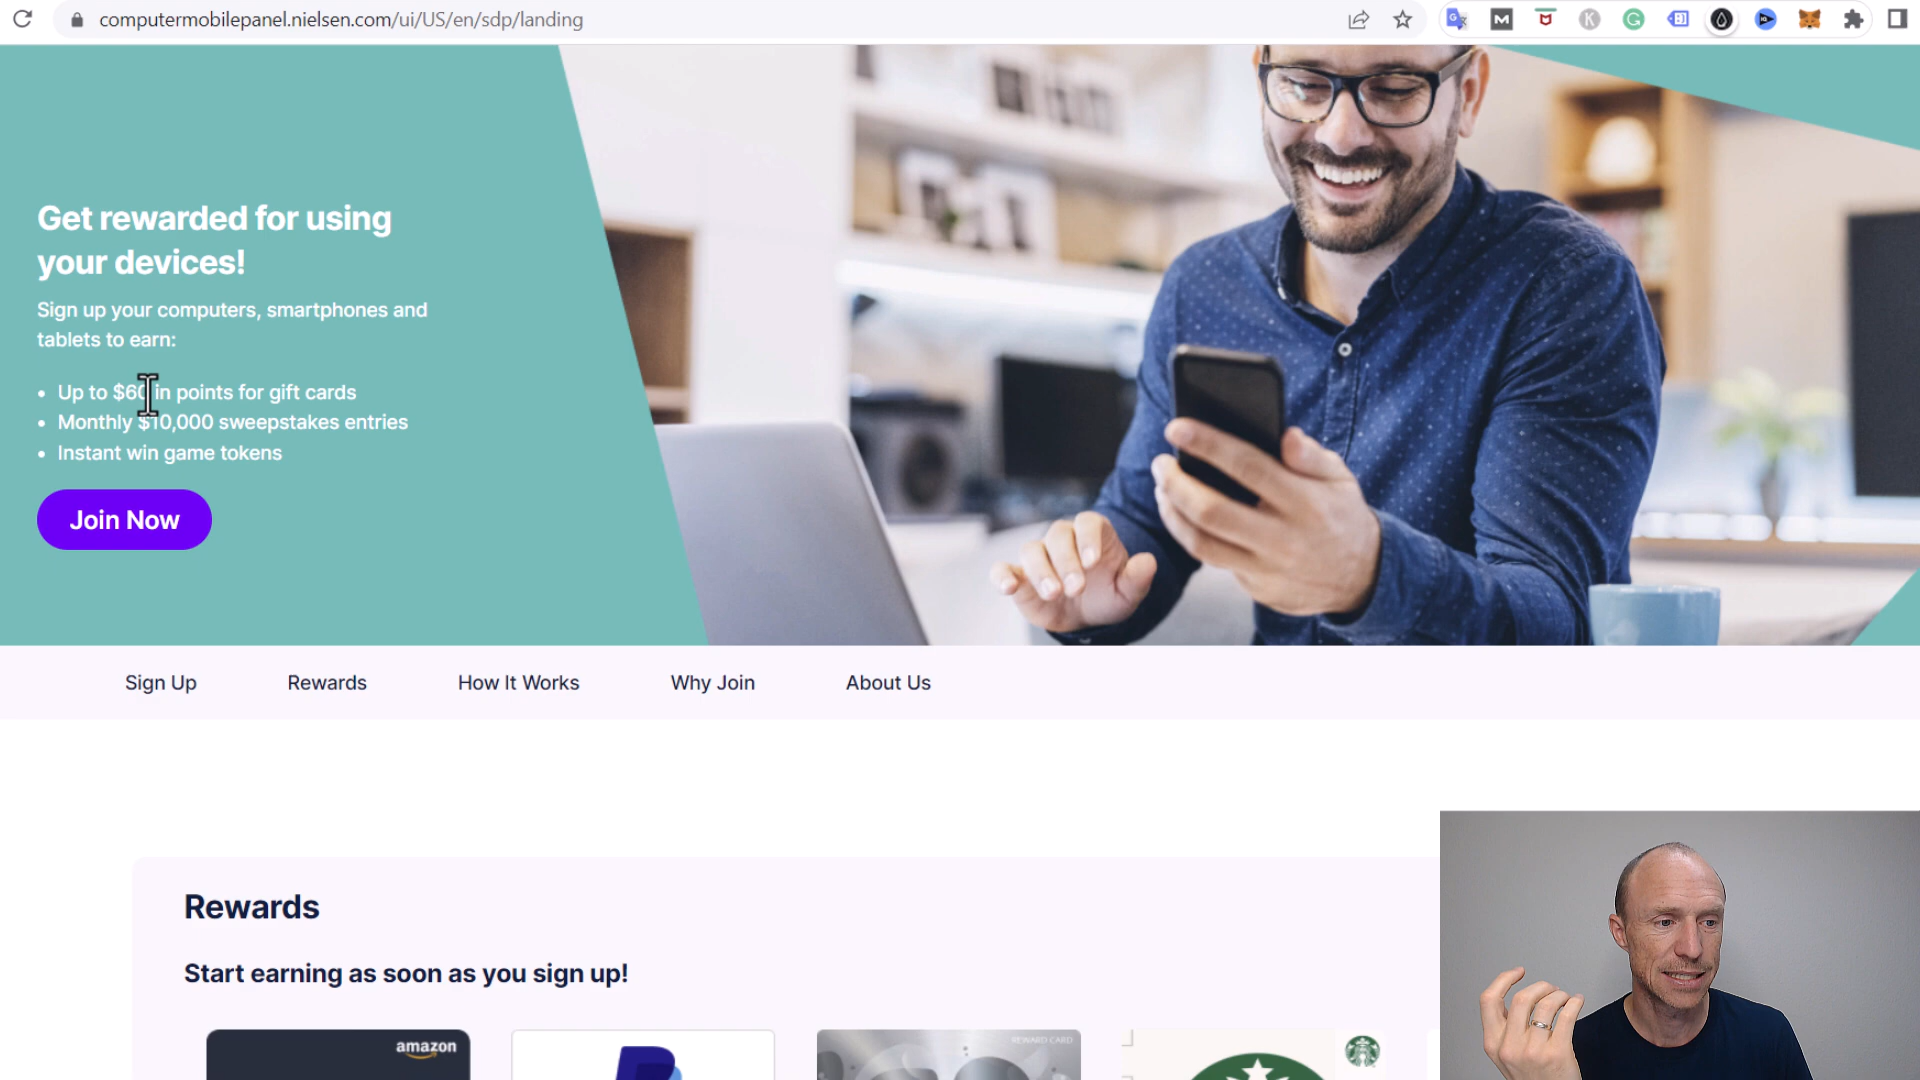 computermobilepanel.nielsen.com/ui/US/en/sdp/landing
Get rewarded for using
your devices!
Sign up your computers, smartphones and
tablets to earn:
• Up to $60 in points for gift cards
• Monthly $10,000 sweepstakes entries
• Instant win game tokens
Join Now
Sign Up Rewards How It Works Why Join About Us
Rewards
Start earning as soon as you sign up!
amazon
REWARD CARD